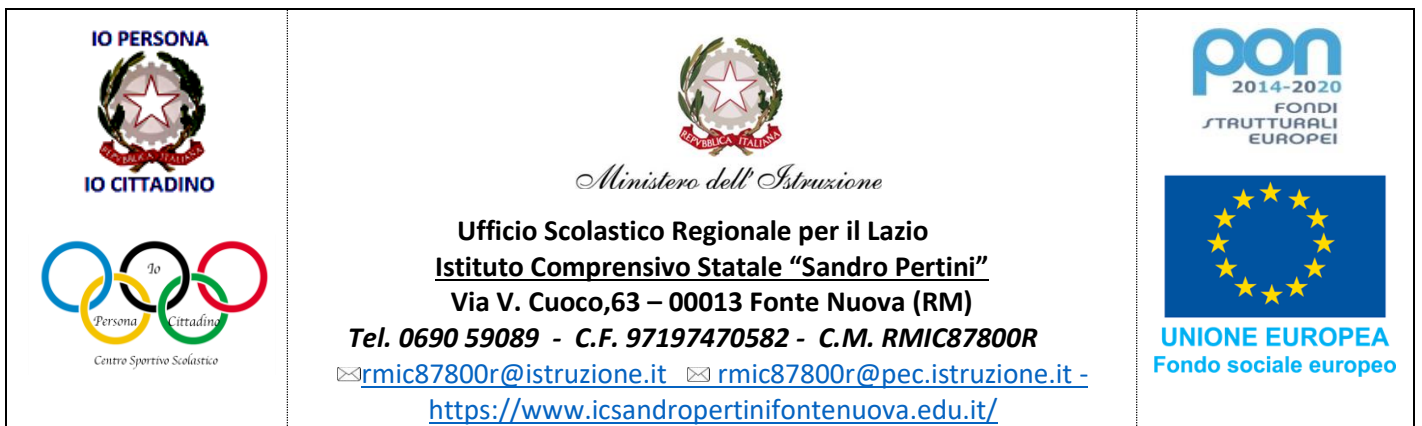 IO PERSONA
REPVBBLICA ITALIANA
IO CITTADINO
Io
Persona
Cittadino
Centro Sportivo Scolastico
REPVBBLICA ITALIANA
Ministero dell' Istruzione
Ufficio Scolastico Regionale per il Lazio
Istituto Comprensivo Statale “Sandro Pertini”
Via V. Cuoco,63 – 00013 Fonte Nuova (RM)
Tel. 0690 59089 - C.F. 97197470582 - C.M. RMIC87800R
rmic87800r@istruzione.it rmic87800r@pec.istruzione.it -
https://www.icsandropertinifontenuova.edu.it/
pon
2014-2020
FONDI
STRUTTURALI
EUROPEI
UNIONE EUROPEA
Fondo sociale europeo